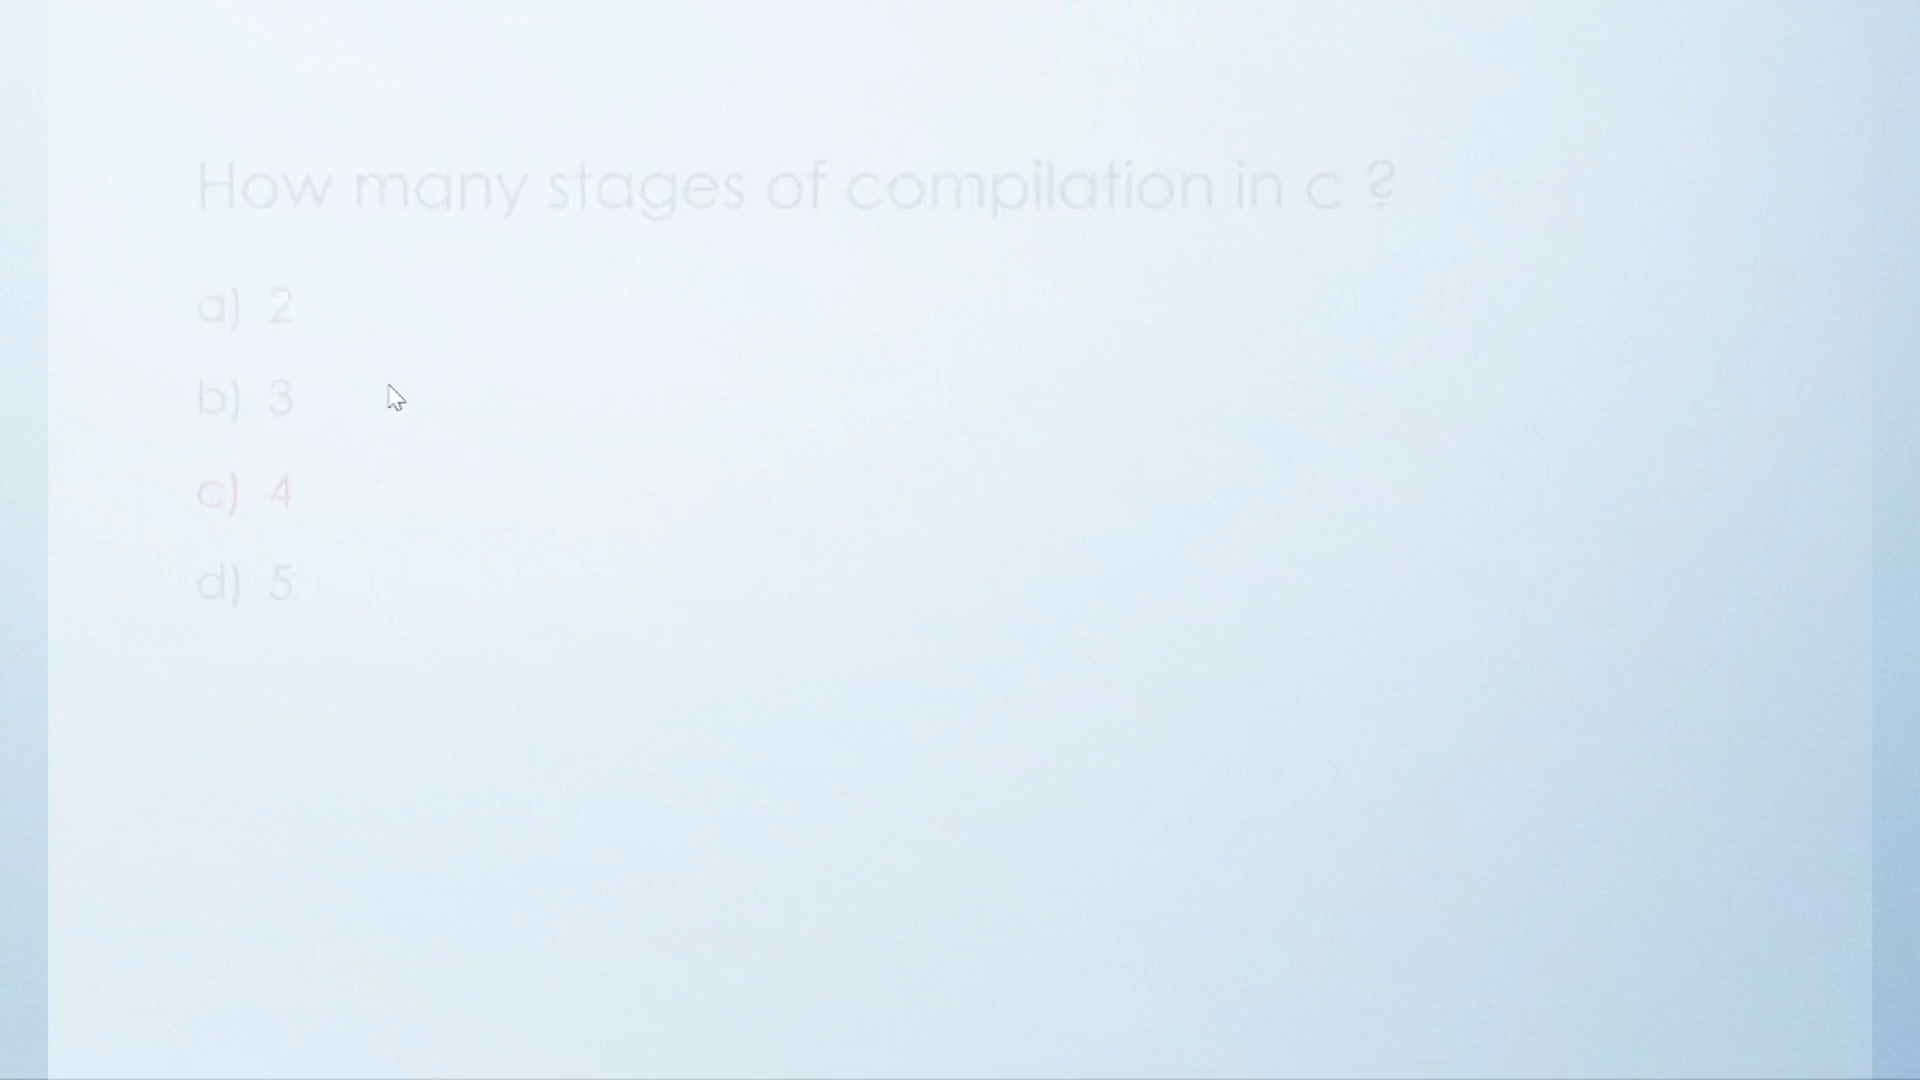 How many stages of compilation in c ?
a) 2
b) 3
c) 4
d) 5